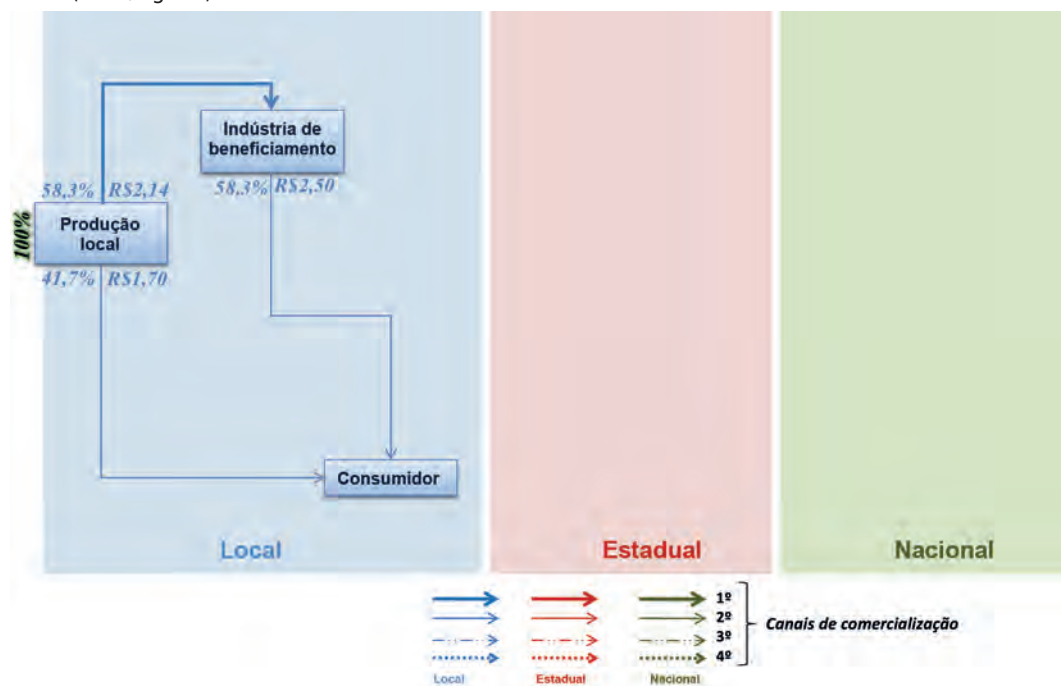 Indústria de
beneficiamento
58,3% R$2,50
58,3% R$2,14
100%
Produção
local
41,7% R$1,70
Consumidor
Local
Estadual
Nacional
1º
2º
3º
4º
Canais de comercialização
Local
Estadual
Nacional